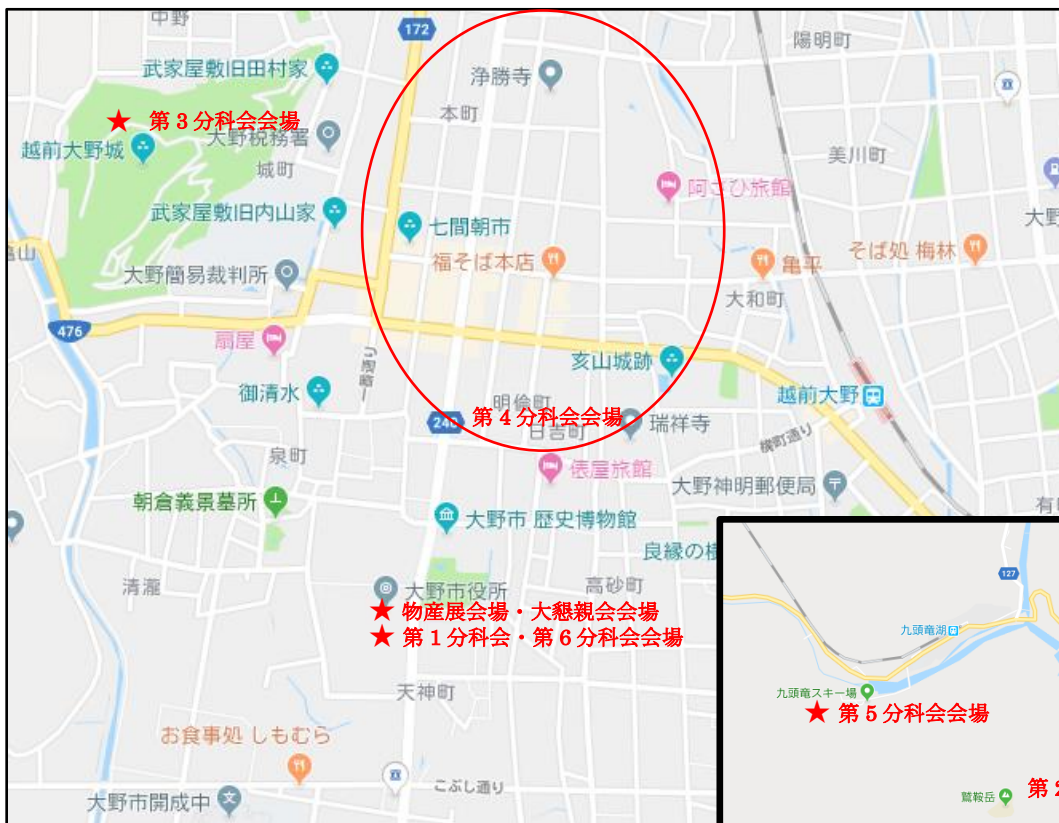 中野
172
陽明町
武家屋敷旧田村家
浄勝寺
★ 第3分科会会場
本町
大野税務署
越前大野城
美川町
城町
阿さひ旅館
武家屋敷旧内山家
七間朝市
大野
亀山
福そば本店
亀平
そば処 梅林
大野簡易裁判所
大和町
476
扇屋
亥山城跡
御清水
越前大野
明倫町
240
第4分科会会場
日吉町
瑞祥寺
横町通り
泉町
俵屋旅館
大野神明郵便局
朝倉義景墓所
有
大野市 歴史博物館
良縁の
清瀧
大野市役所
高砂町
127
★ 物産展会場・大懇親会会場
九頭竜湖
★ 第1分科会・第6分科会会場
天神町
九頭竜スキー場
★ 第5分科会会場
お食事処 しもむら
こぶし通り
鷲鞍岳
第2
大野市開成中